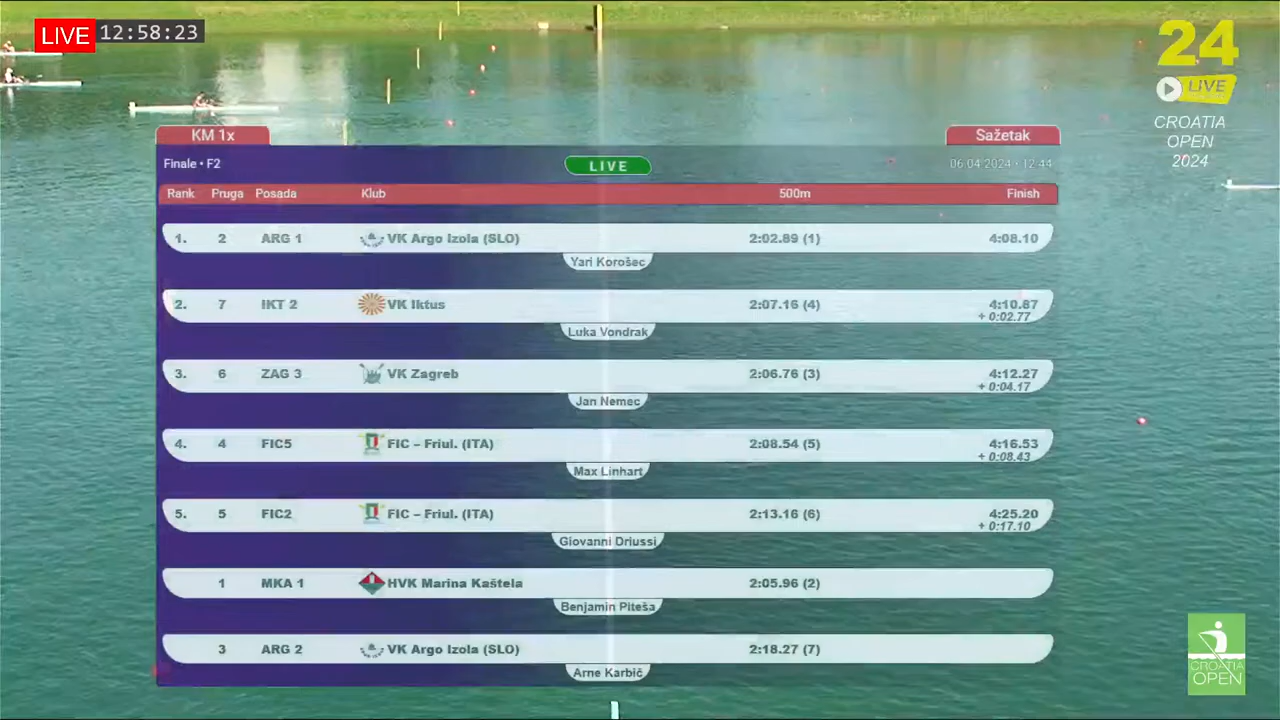 LIVE 12:58:23
24
LIVE
CROATIA
OPEN
2024
KM 1x Sažetak
Finale • F2 LIVE 06.04.2024 • 12:44
Rank Pruga Posada Klub 500m Finish
1. 2 ARG 1 VK Argo Izola (SLO) 2:02.89 (1) 4:08.10
Yari Korošec
2. 7 IKT 2 VK Iktus 2:07.16 (4) 4:10.87
+ 0:02.77
Luka Vondrak
3. 6 ZAG 3 VK Zagreb 2:06.76 (3) 4:12.27
+ 0:04.17
Jan Nemec
4. 4 FIC5 FIC – Friul. (ITA) 2:08.54 (5) 4:16.53
+ 0:08.43
Max Linhart
5. 5 FIC2 FIC – Friul. (ITA) 2:13.16 (6) 4:25.20
+ 0:17.10
Giovanni Driussi
1 MKA 1 HVK Marina Kaštela 2:05.96 (2)
Benjamin Piteša
3 ARG 2 VK Argo Izola (SLO) 2:18.27 (7)
Arne Karbič
CROATIA
OPEN